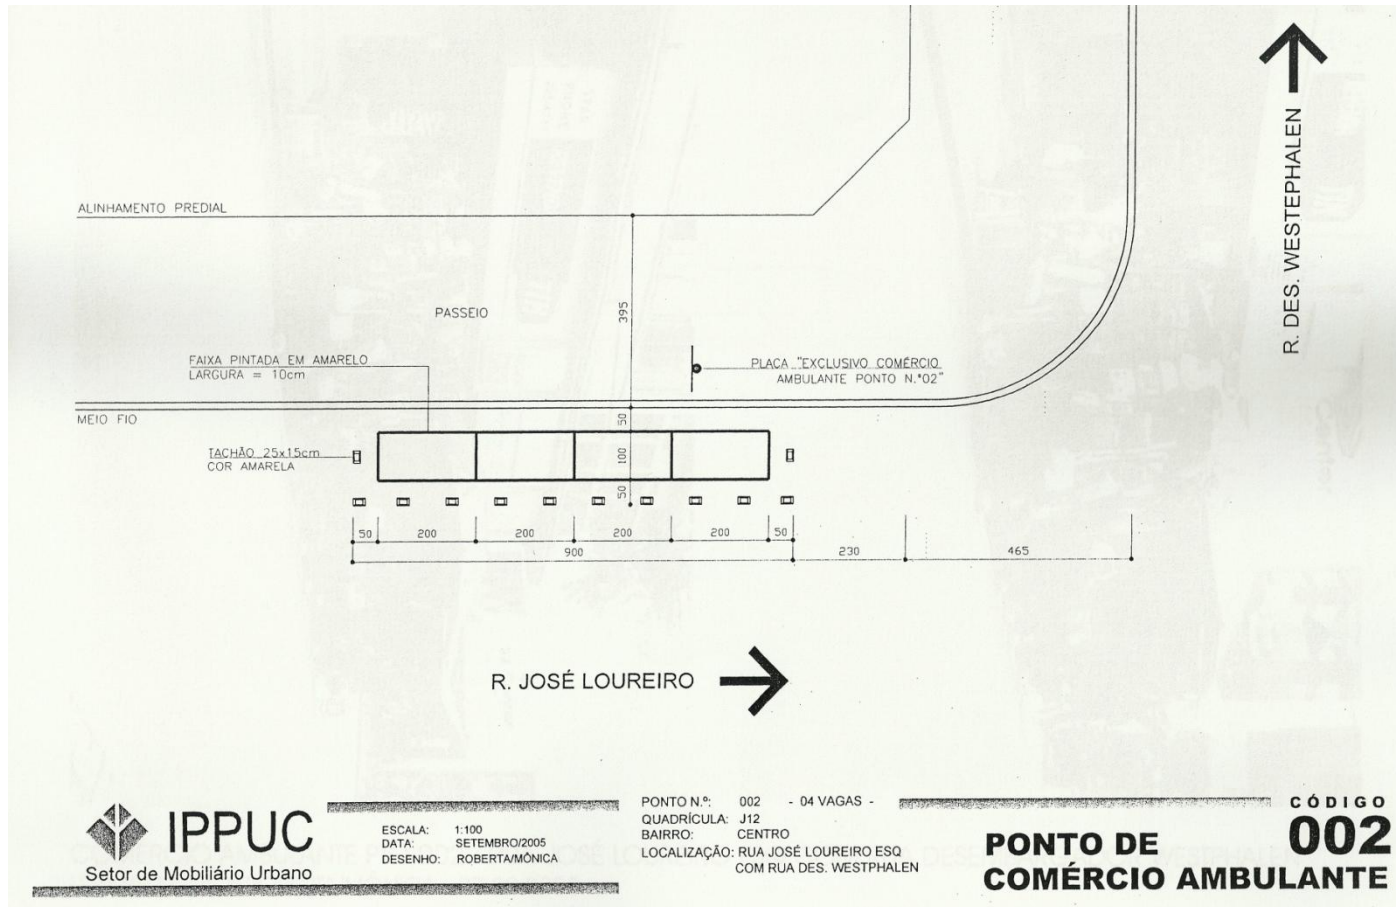 R. DES. WESTEPHALEN
ALINHAMENTO PREDIAL
395
PASSEIO
FAIXA PINTADA EM AMARELO
LARGURA = 10cm
PLACA "EXCLUSIVO COMÉRCIO
AMBULANTE PONTO N.°02"
MEIO FIO
50
TACHÃO 25x15cm
COR AMARELA
100
50
50 200 200 200 200 50
900 230 465
R. JOSÉ LOUREIRO
IPPUC
Setor de Mobiliário Urbano
ESCALA: 1:100
DATA: SETEMBRO/2005
DESENHO: ROBERTA/MÔNICA
PONTO N.º: 002 - 04 VAGAS -
QUADRÍCULA: J12
BAIRRO: CENTRO
LOCALIZAÇÃO: RUA JOSÉ LOUREIRO ESQ
COM RUA DES. WESTPHALEN
CÓDIGO
002
PONTO DE
COMÉRCIO AMBULANTE